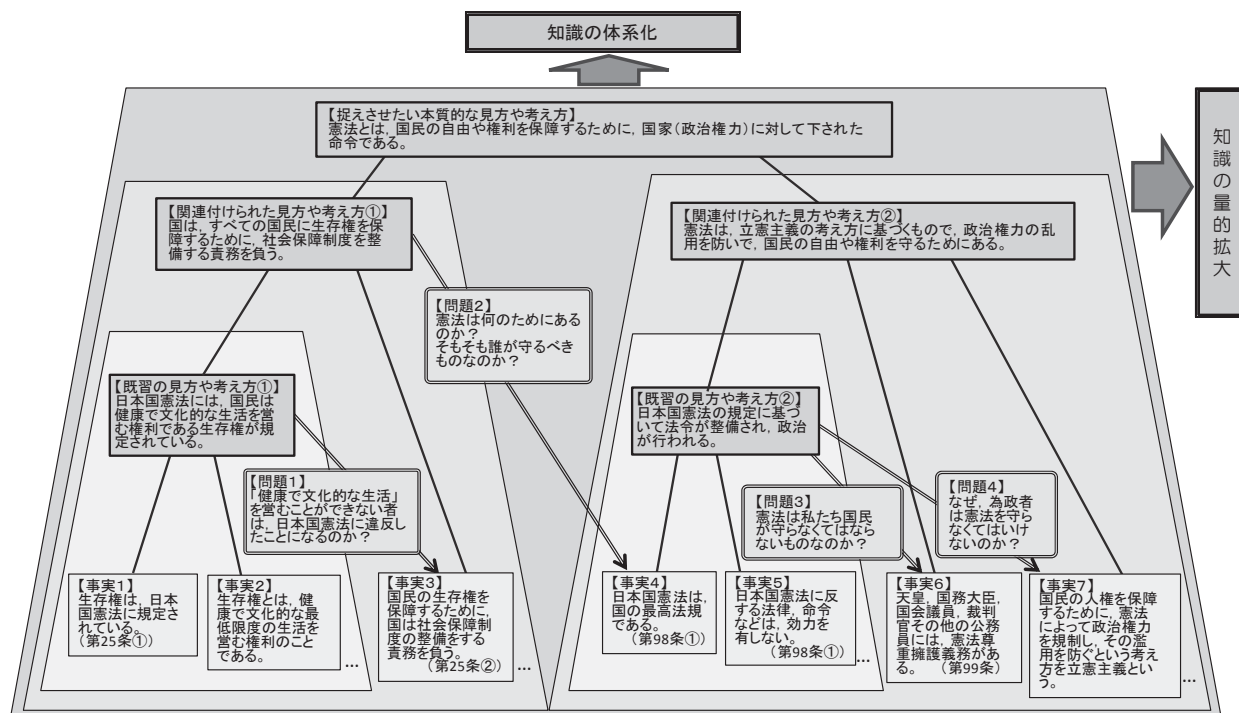 知識の体系化
【捉えさせたい本質的な見方や考え方】
憲法とは，国民の自由や権利を保障するために，国家（政治権力）に対して下された
命令である。
知識の量的拡大
【関連付けられた見方や考え方①】
国は，すべての国民に生存権を保
障するために，社会保障制度を整
備する責務を負う。
【関連付けられた見方や考え方②】
憲法は，立憲主義の考え方に基づくもので，政治権力の乱
用を防いで，国民の自由や権利を守るためにある。
【問題2】
憲法は何のためにある
のか？
そもそも誰が守るべき
ものなのか？
【既習の見方や考え方①】
日本国憲法には，国民は
健康で文化的な生活を営
む権利である生存権が規
定されている。
【既習の見方や考え方②】
日本国憲法の規定に基づ
いて法令が整備され，政治
が行われる。
【問題1】
「健康で文化的な生活」
を営むことができない者
は，日本国憲法に違反し
たことになるのか？
【問題3】
憲法は私たち国民
が守らなくてはなら
ないものなのか？
【問題4】
なぜ，為政者
は憲法を守ら
なくてはいけ
ないのか？
【事実1】
生存権は，日本
国憲法に規定さ
れている。
（第25条①）
【事実2】
生存権とは，健
康で文化的な最
低限度の生活を
営む権利のこと
である。
…
【事実3】
国民の生存権を
保障するために，
国は社会保障制
度の整備をする
責務を負う。
（第25条②）
…
【事実4】
日本国憲法は，
国の最高法規
である。
（第98条①）
【事実5】
日本国憲法に反
する法律，命令
などは，効力を
有しない。
（第98条①）
…
【事実6】
天皇，国務大臣，
国会議員，裁判
官その他の公務
員には，憲法尊
重擁護義務があ
る。　（第99条）
【事実7】
国民の人権を保障
するために，憲法
によって政治権力
を規制し，その濫
用を防ぐという考え
方を立憲主義とい
う。
…